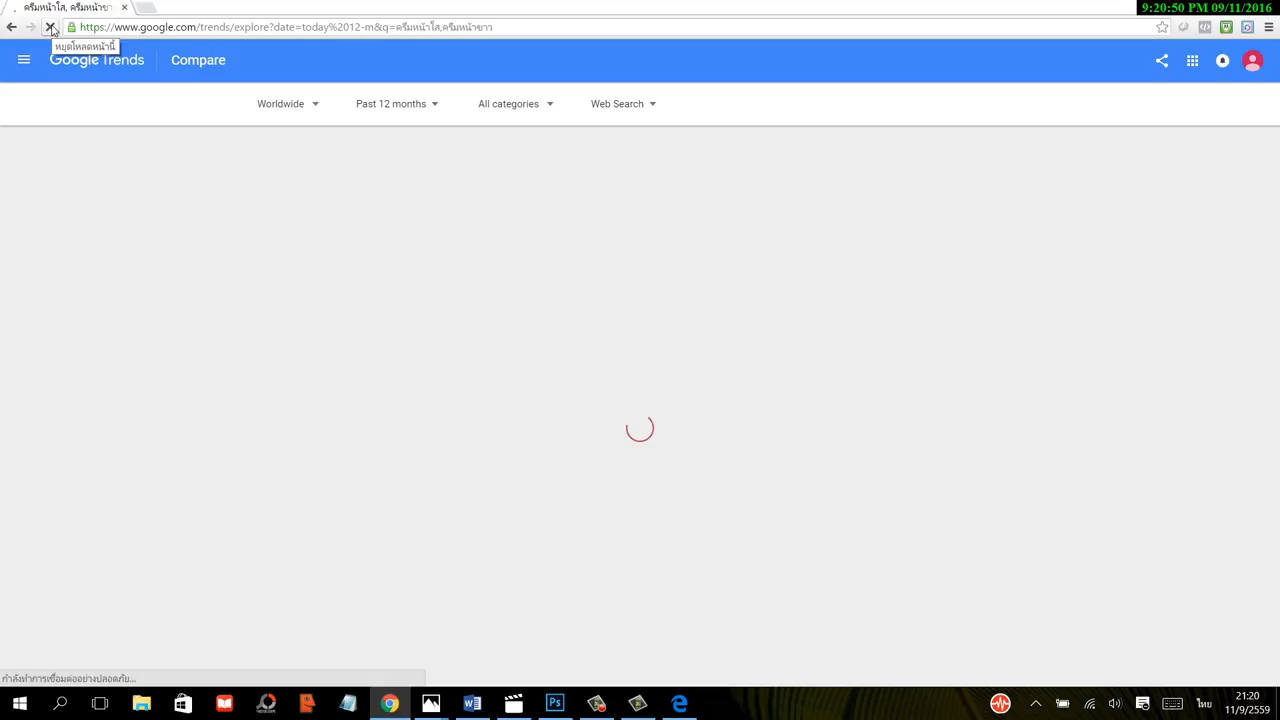 ครีมหน้าใส, ครีมหน้าขา
9:20:50 PM 09/11/2016
https://www.google.com/trends/explore?date=today%2012-m&q=ครีมหน้าใส,ครีมหน้าขาว
หยุดโหลดหน้านี้
Google Trends
Compare
Worldwide
Past 12 months
All categories
Web Search
กำลังทำการเชื่อมต่ออย่างปลอดภัย...
ไทย
21:20
11/9/2559